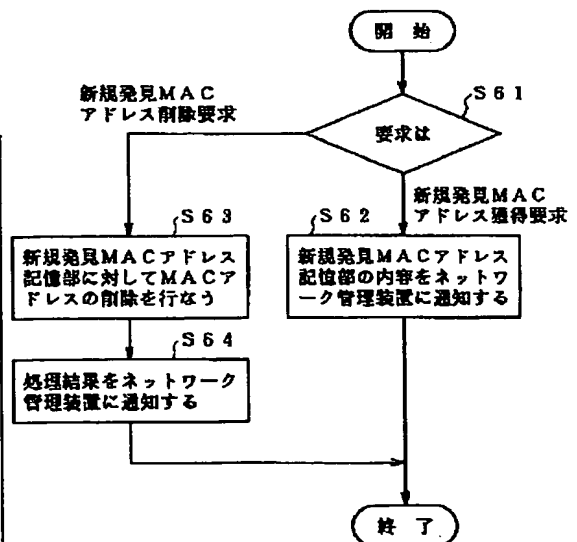 開 始
S61
要求は
新規発見MAC
アドレス削除要求
新規発見MAC
アドレス獲得要求
S63
新規発見MACアドレス
記憶部に対してMACア
ドレスの削除を行なう
S62
新規発見MACアドレス
記憶部の内容をネットワ
ーク管理装置に通知する
S64
処理結果をネットワーク
管理装置に通知する
終 了